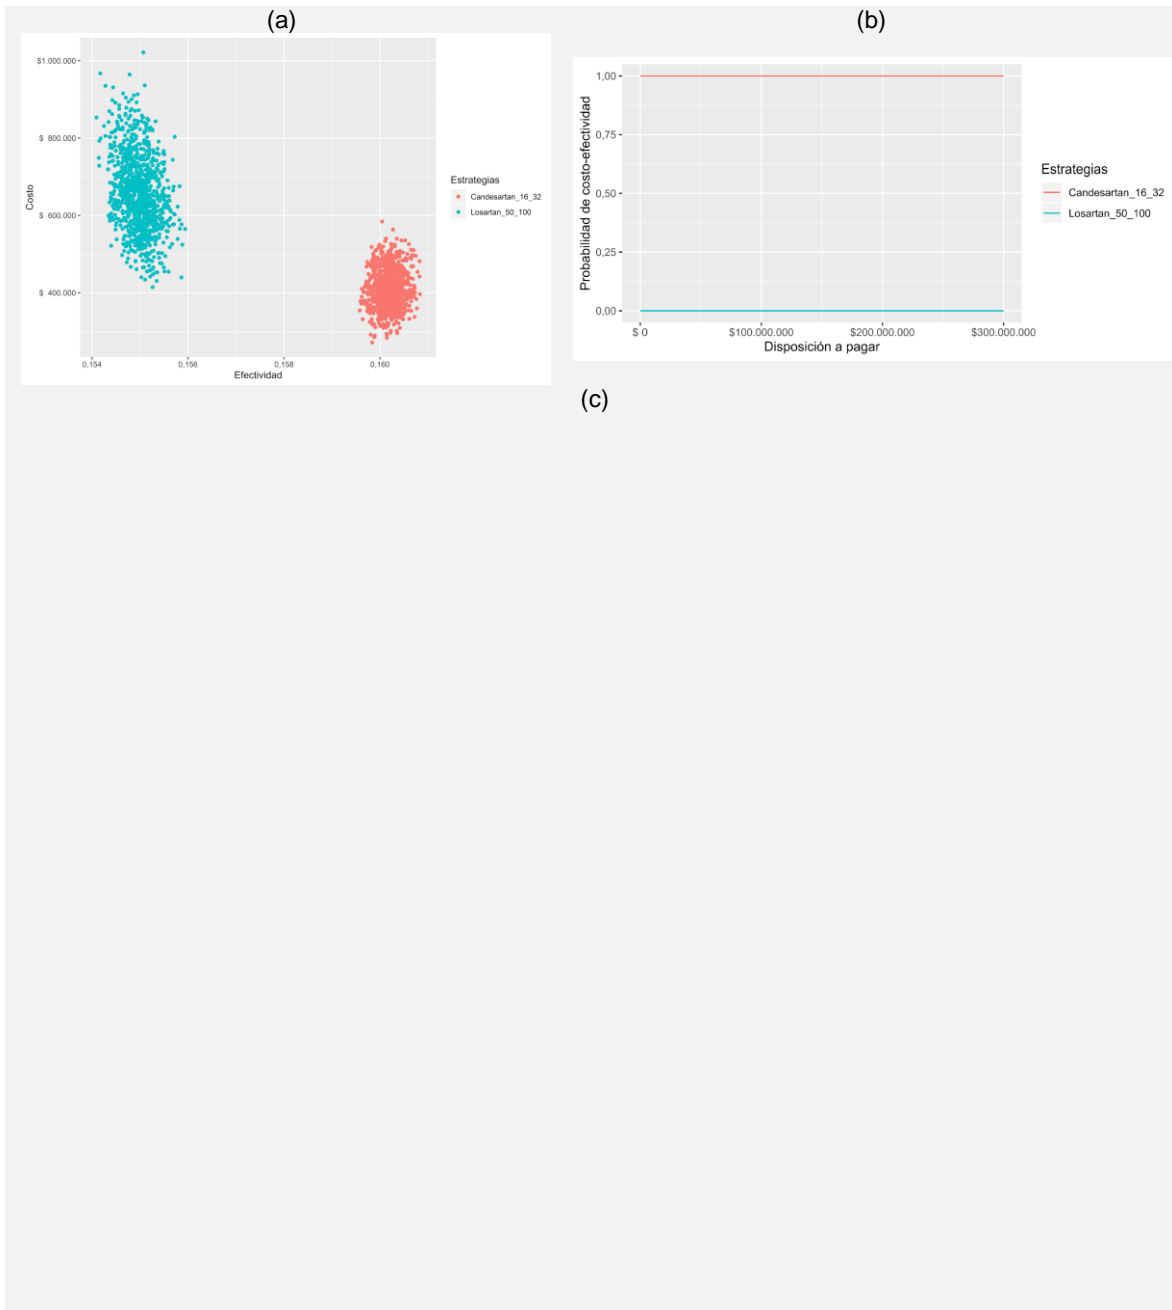 (a)
(b)
$1.000.000
$ 800.000
$ 600.000
$ 400.000
Costo
0,154
0,156
0,158
0,160
Efectividad
Estrategias
Candesartan_16_32
Losartan_50_100
1,00
0,75
0,50
0,25
0,00
Probabilidad de costo-efectividad
$ 0
$100.000.000
$200.000.000
$300.000.000
Disposición a pagar
Estrategias
Candesartan_16_32
Losartan_50_100
(c)